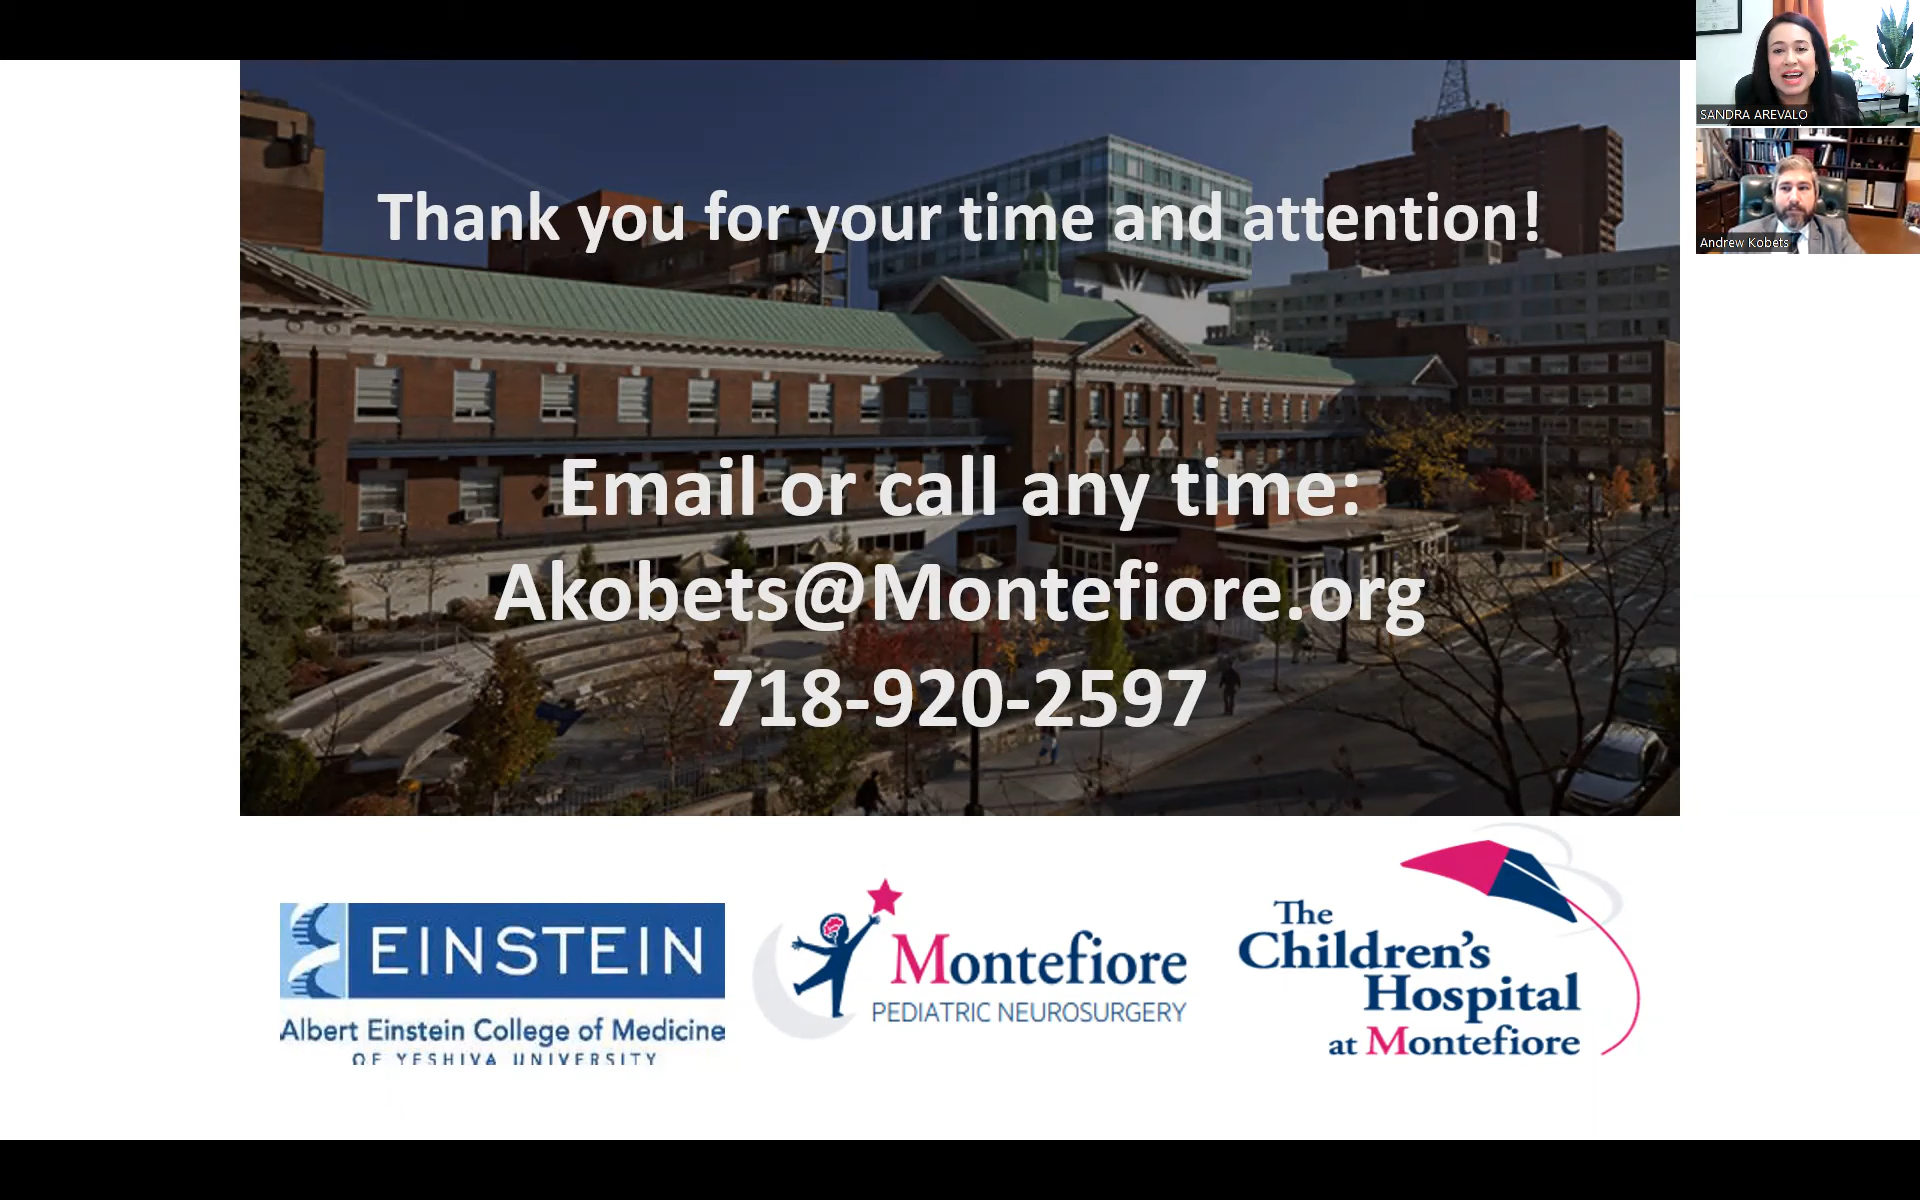 Thank you for your time and attention!
Email or call any time:
Akobets@Montefiore.org
718-920-2597
EINSTEIN
Albert Einstein College of Medicine
OF YESHIVA UNIVERSITY
Montefiore
PEDIATRIC NEUROSURGERY
The
Children's
Hospital
at Montefiore
SANDRA AREVALO
Andrew Kobets